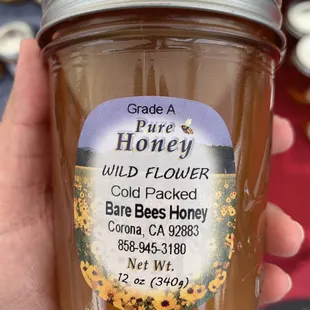 Grade A
Pure
Honey
WILD FLOWER
Cold Packed
Bare Bees Honey
Corona, CA 92883
858-945-3180
Net Wt.
12 oz (340g)